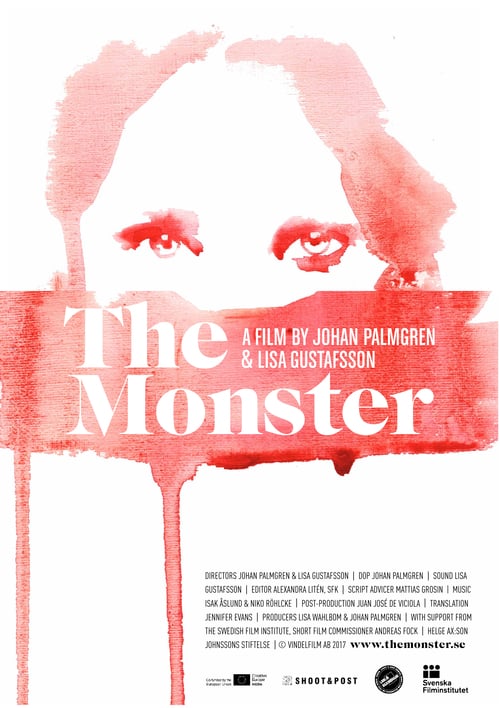 The
Monster
A FILM BY JOHAN PALMGREN
& LISA GUSTAFSSON
DIRECTORS JOHAN PALMGREN & LISA GUSTAFSSON | DOP JOHAN PALMGREN | SOUND LISA
GUSTAFSSON | EDITOR ALEXANDRA LITÉN, SFK | SCRIPT ADVICER MATTIAS GROSIN | MUSIC
ISAK ÅSLUND & NIKO RÖHLCKE | POST-PRODUCTION JUAN JOSÉ DE VICIOLA | TRANSLATION
JENNIFER EVANS | PRODUCERS LISA WAHLBOM & JOHAN PALMGREN | WITH SUPPORT FROM
THE SWEDISH FILM INSTITUTE, SHORT FILM COMMISSIONER ANDREAS FOCK | HELGE AX:SON
JOHNSSONS STIFTELSE | © VINDELFILM AB 2017 www.themonster.se
Creative
Europe
MEDIA
SHOOT&POST
Svenska
Filminstitutet